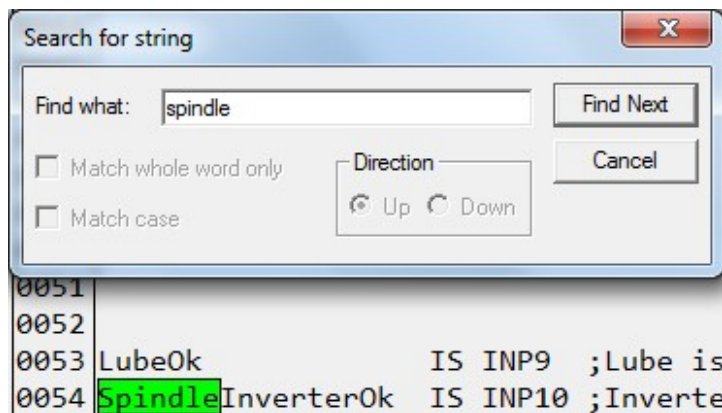 Search for string
Find what: spindle
Find Next
Match whole word only
Direction
Cancel
Up Down
Match case
0051
0052
0053 LubeOk IS INP9 ;Lube is
0054 SpindleInverterOk IS INP10 ;Inverte